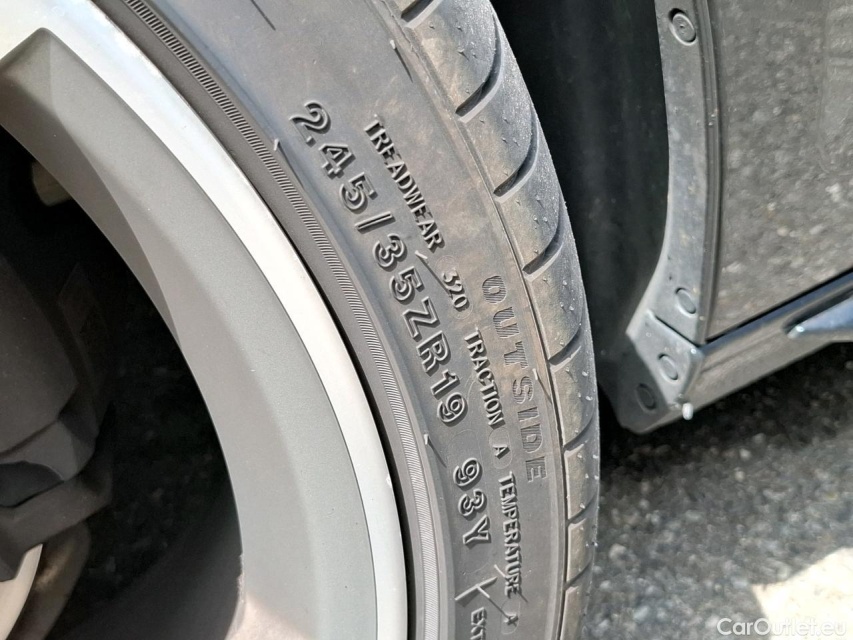 245/35ZR19 93Y
TREADWEAR 320 TRACTION A TEMPERATURE A
OUTSIDE
CarOutlet.eu